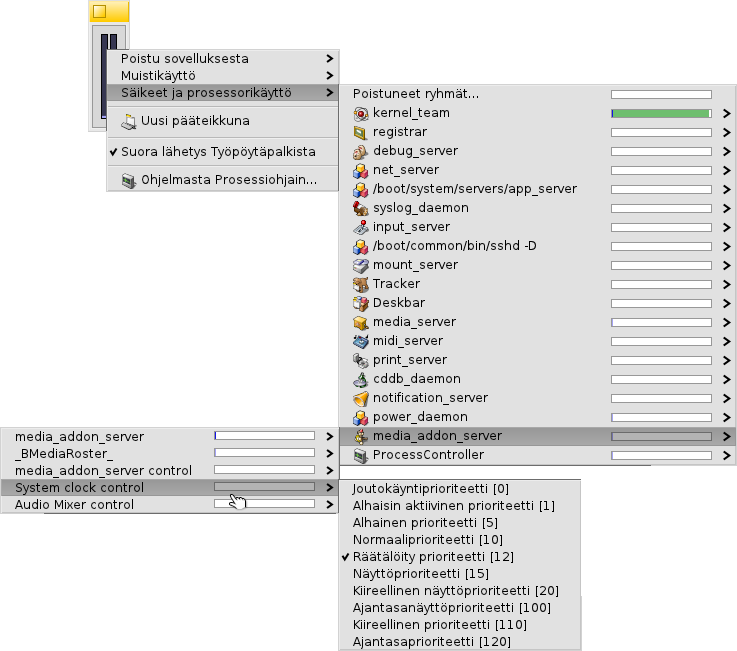 Poistu sovelluksesta
Muistikäyttö
Säikeet ja prosessorikäyttö
Uusi pääteikkuna
Suora lähetys Työpöytäpalkista
Ohjelmasta Prosessiohjain...
Poistuneet ryhmät...
kernel_team
registrar
debug_server
net_server
/boot/system/servers/app_server
syslog_daemon
input_server
/boot/common/bin/sshd -D
mount_server
Tracker
Deskbar
media_server
midi_server
print_server
cddb_daemon
notification_server
power_daemon
media_addon_server
ProcessController
media_addon_server
_BMediaRoster_
media_addon_server control
System clock control
Audio Mixer control
Joutokäyntiprioriteetti [0]
Alhaisin aktiivinen prioriteetti [1]
Alhainen prioriteetti [5]
Normaaliprioriteetti [10]
Räätälöity prioriteetti [12]
Näyttöprioriteetti [15]
Kiireellinen näyttöprioriteetti [20]
Ajantasanäyttöprioriteetti [100]
Kiireellinen prioriteetti [110]
Ajantasaprioriteetti [120]